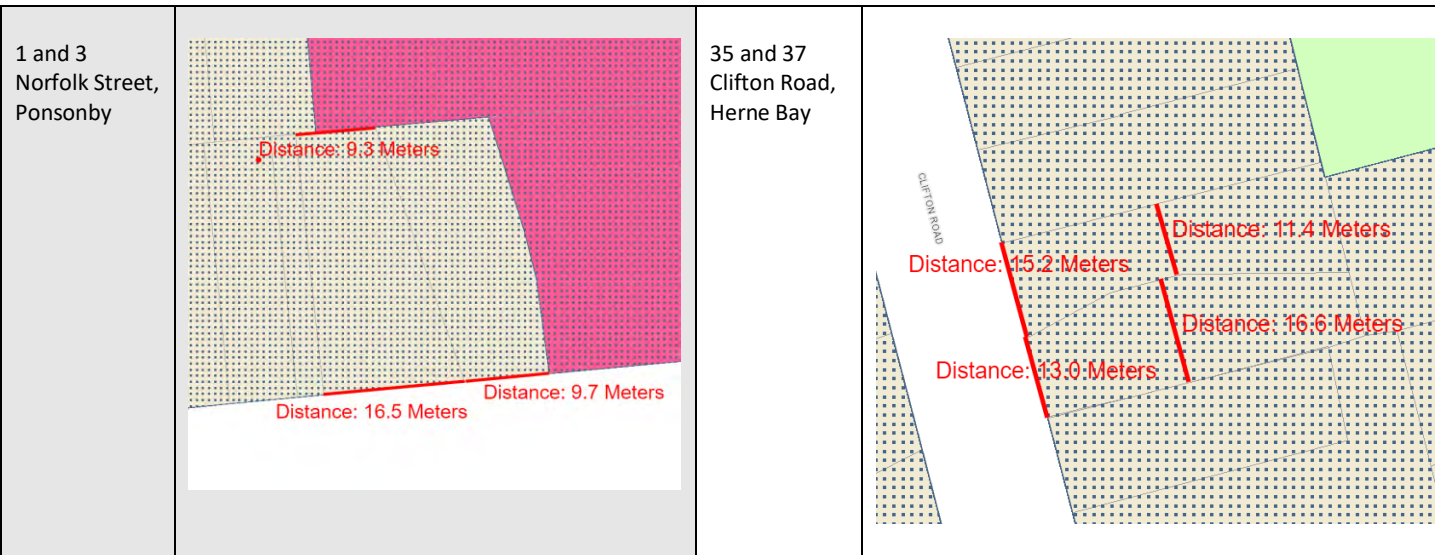 1 and 3
Norfolk Street,
Ponsonby
Distance: 9.3 Meters
Distance: 16.5 Meters
Distance: 9.7 Meters
35 and 37
Clifton Road,
Herne Bay
CLIFTON ROAD
Distance: 11.4 Meters
Distance: 15.2 Meters
Distance: 16.6 Meters
Distance: 13.0 Meters